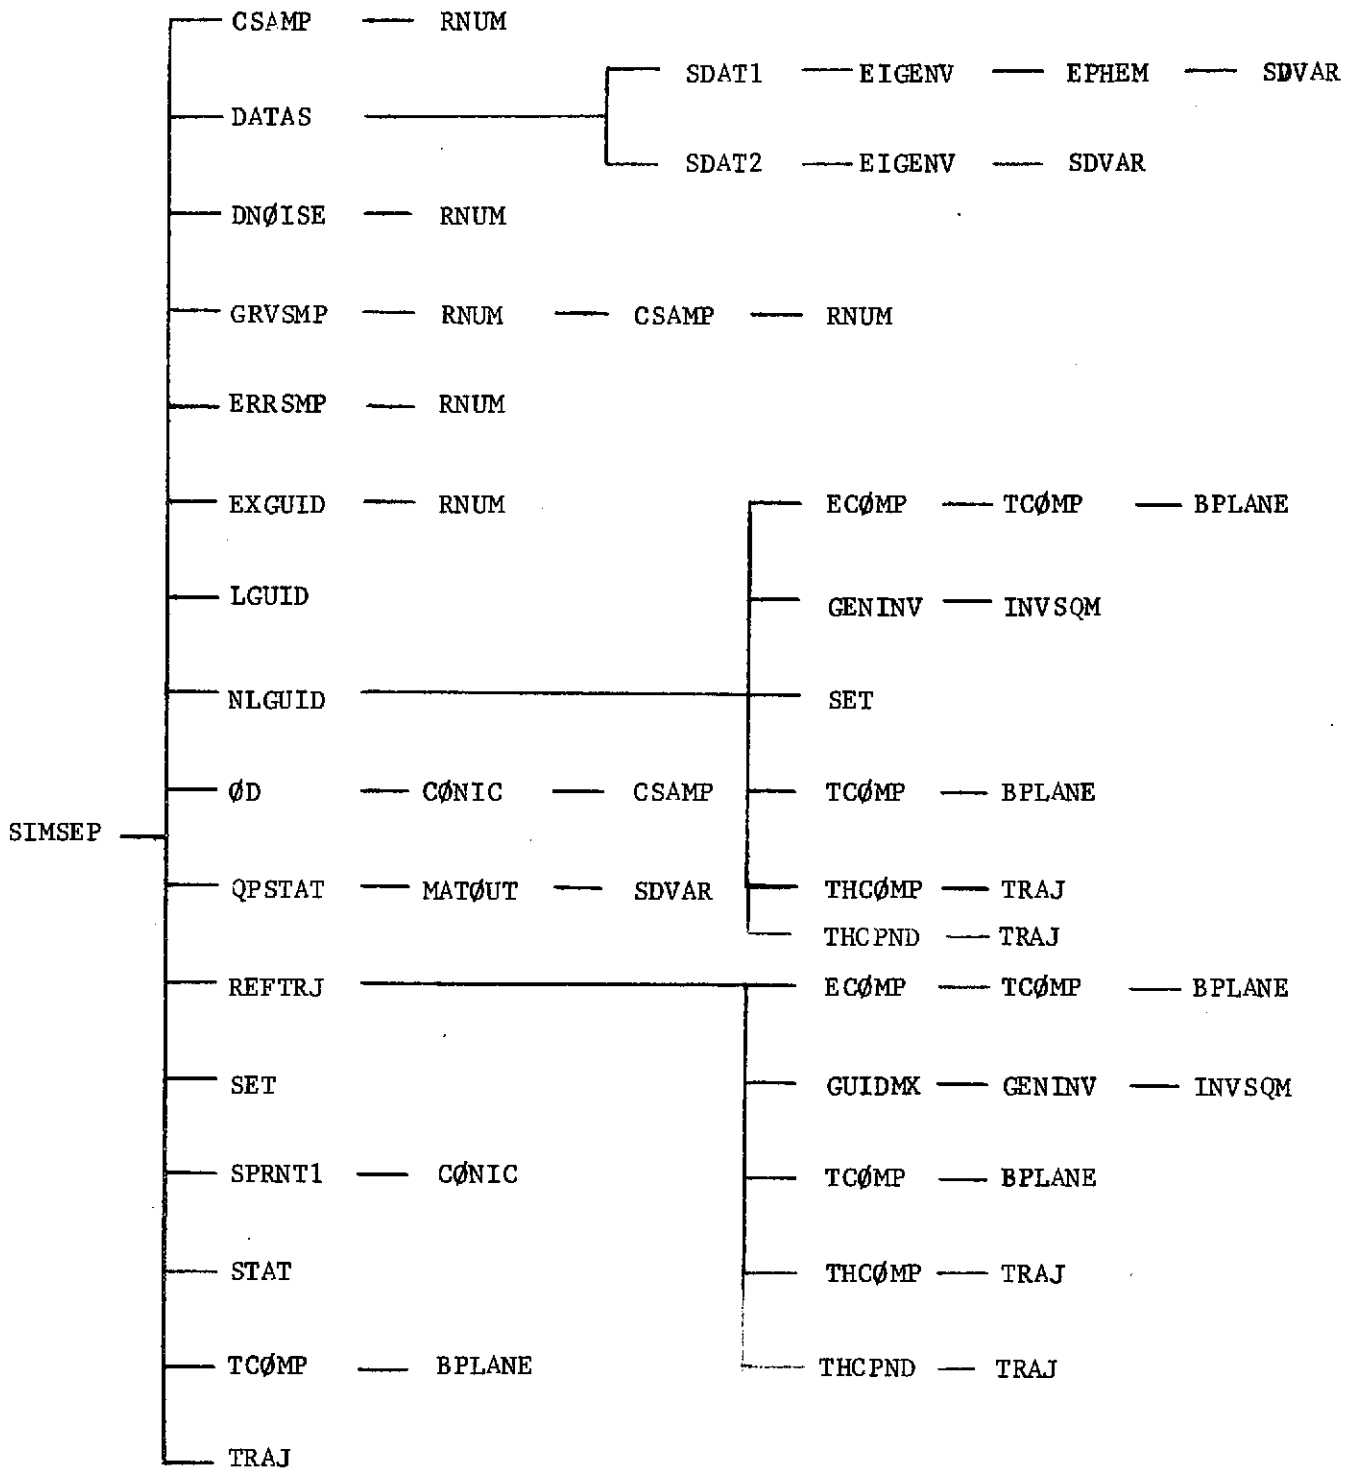 CSAMP RNUM
SDAT1 EIGENV EPHEM SDVAR
DATAS
SDAT2 EIGENV SDVAR
DNØISE RNUM
GRVSMP RNUM CSAMP RNUM
ERRSMP RNUM
EXGUID RNUM ECØMP TCØMP BPLANE
LGUID GENINV INVSQM
NLGUID SET
ØD CØNIC CSAMP TCØMP BPLANE
SIMSEP
QPSTAT MATØUT SDVAR THCØMP TRAJ
THCPND TRAJ
REFTRJ ECØMP TCØMP BPLANE
SET GUIDMX GENINV INVSQM
SPRNT1 CØNIC TCØMP BPLANE
STAT THCØMP TRAJ
TCØMP BPLANE THCPND TRAJ
TRAJ